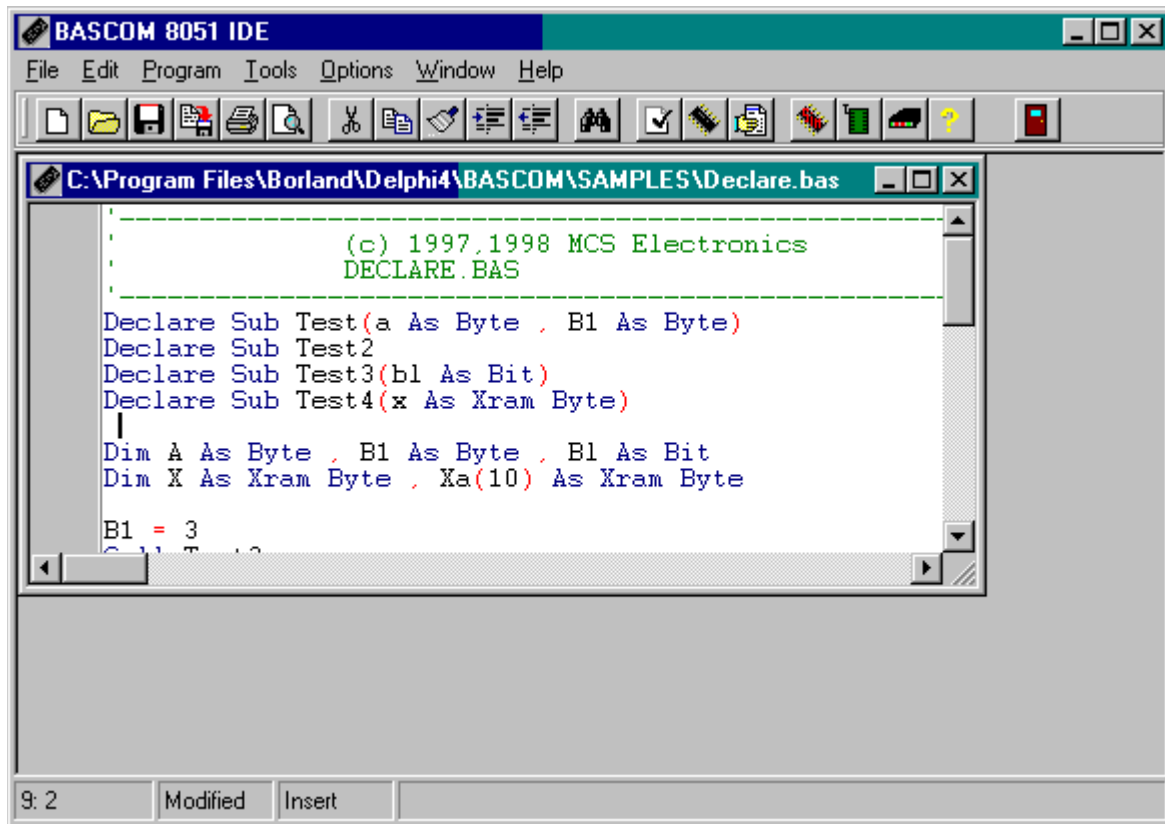 BASCOM 8051 IDE
File Edit Program Tools Options Window Help
C:\Program Files\Borland\Delphi4\BASCOM\SAMPLES\Declare.bas
'----------------------------------------------------
' (c) 1997,1998 MCS Electronics
' DECLARE.BAS
'----------------------------------------------------
Declare Sub Test(a As Byte , B1 As Byte)
Declare Sub Test2
Declare Sub Test3(bl As Bit)
Declare Sub Test4(x As Xram Byte)
Dim A As Byte , B1 As Byte , Bl As Bit
Dim X As Xram Byte , Xa(10) As Xram Byte
B1 = 3
9: 2 Modified Insert